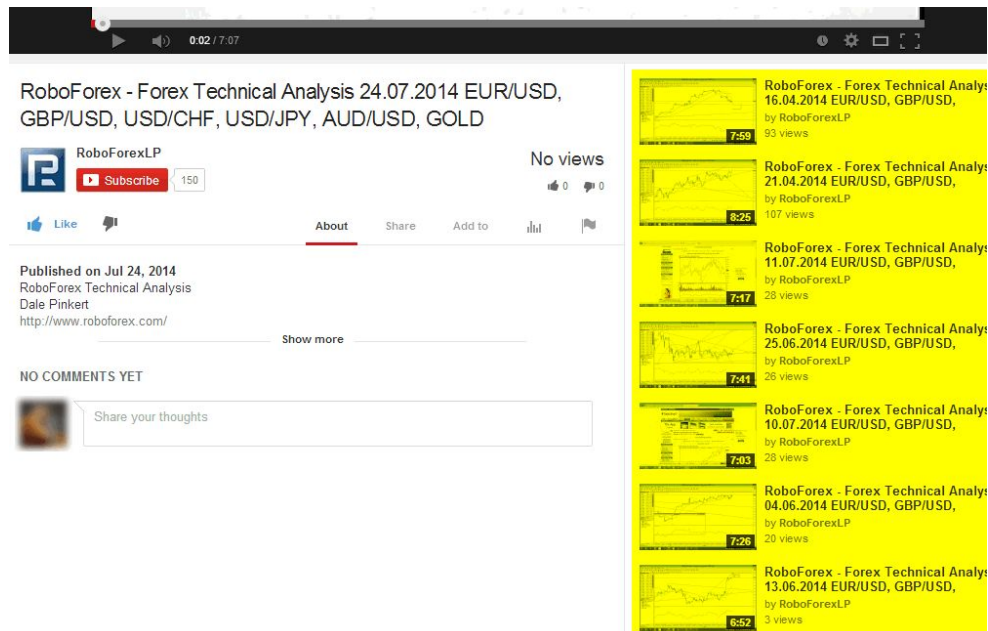 0:02 / 7:07
RoboForex - Forex Technical Analysis 24.07.2014 EUR/USD,
GBP/USD, USD/CHF, USD/JPY, AUD/USD, GOLD
RoboForexLP
Subscribe 150
No views
0 0
Like
About Share Add to
Published on Jul 24, 2014
RoboForex Technical Analysis
Dale Pinkert
http://www.roboforex.com/
Show more
NO COMMENTS YET
Share your thoughts
RoboForex - Forex Technical Analys
16.04.2014 EUR/USD, GBP/USD,
by RoboForexLP
7:59 93 views
RoboForex - Forex Technical Analys
21.04.2014 EUR/USD, GBP/USD,
by RoboForexLP
8:25 107 views
RoboForex - Forex Technical Analys
11.07.2014 EUR/USD, GBP/USD,
by RoboForexLP
7:17 28 views
RoboForex - Forex Technical Analys
25.06.2014 EUR/USD, GBP/USD,
by RoboForexLP
7:41 26 views
RoboForex - Forex Technical Analys
10.07.2014 EUR/USD, GBP/USD,
by RoboForexLP
7:03 28 views
RoboForex - Forex Technical Analys
04.06.2014 EUR/USD, GBP/USD,
by RoboForexLP
7:26 20 views
RoboForex - Forex Technical Analys
13.06.2014 EUR/USD, GBP/USD,
by RoboForexLP
6:52 3 views